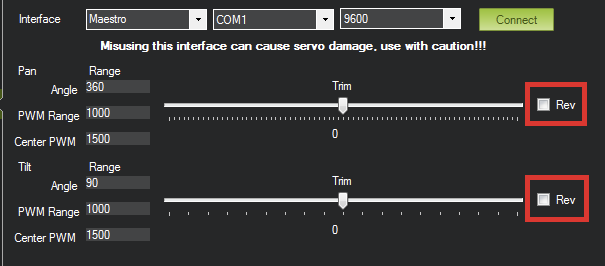 Interface Maestro COM1 9600 Connect
Misusing this interface can cause servo damage, use with caution!!!
Pan Range
Angle 360 Trim
Rev
PWM Range 1000
0
Center PWM 1500
Tilt Range
Angle 90 Trim
Rev
PWM Range 1000
0
Center PWM 1500